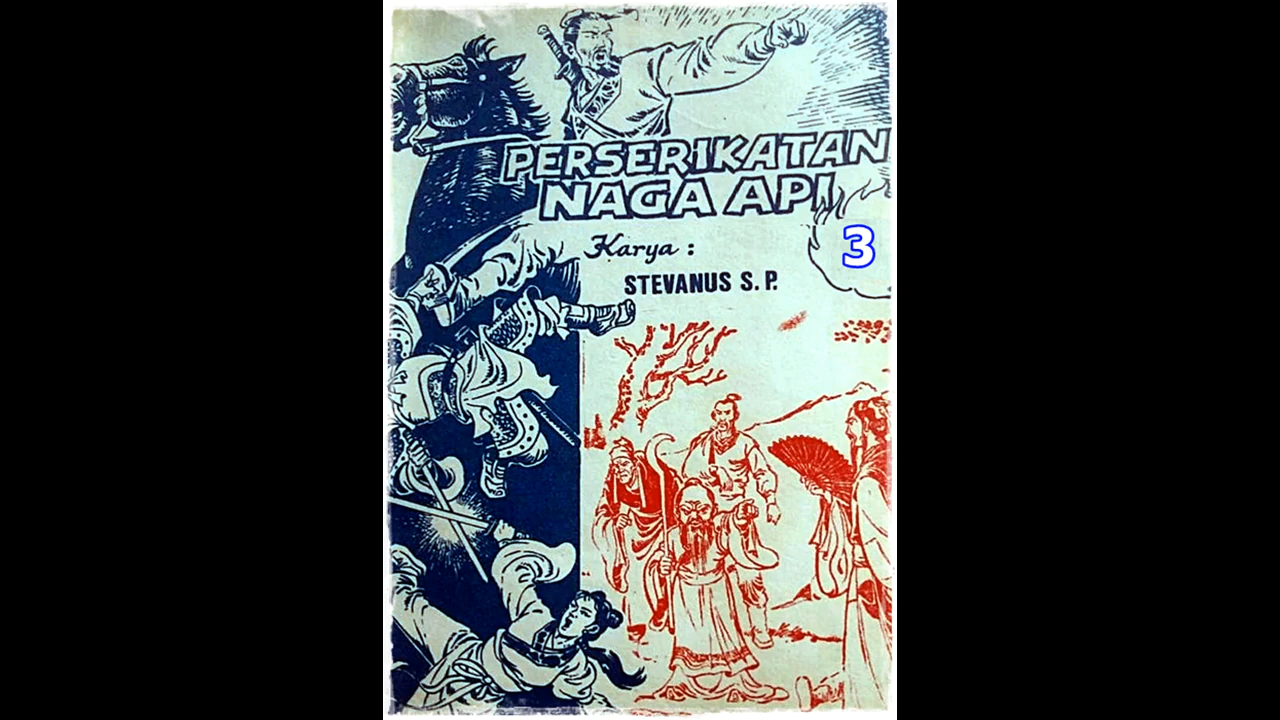 PERSERIKATAN
NAGA API
3
Karya :
STEVANUS S. P.